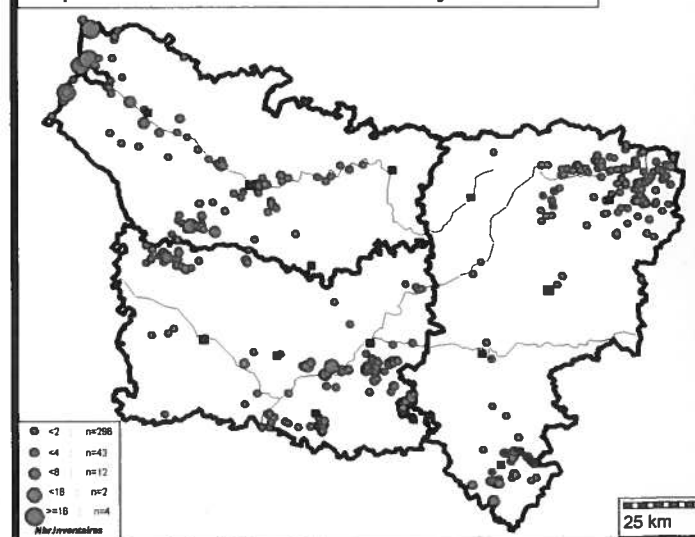 <2 n=298
<4 n=43
<8 n=12
<16 n=2
>=16 n=4
Nbr.Inventaires
25 km